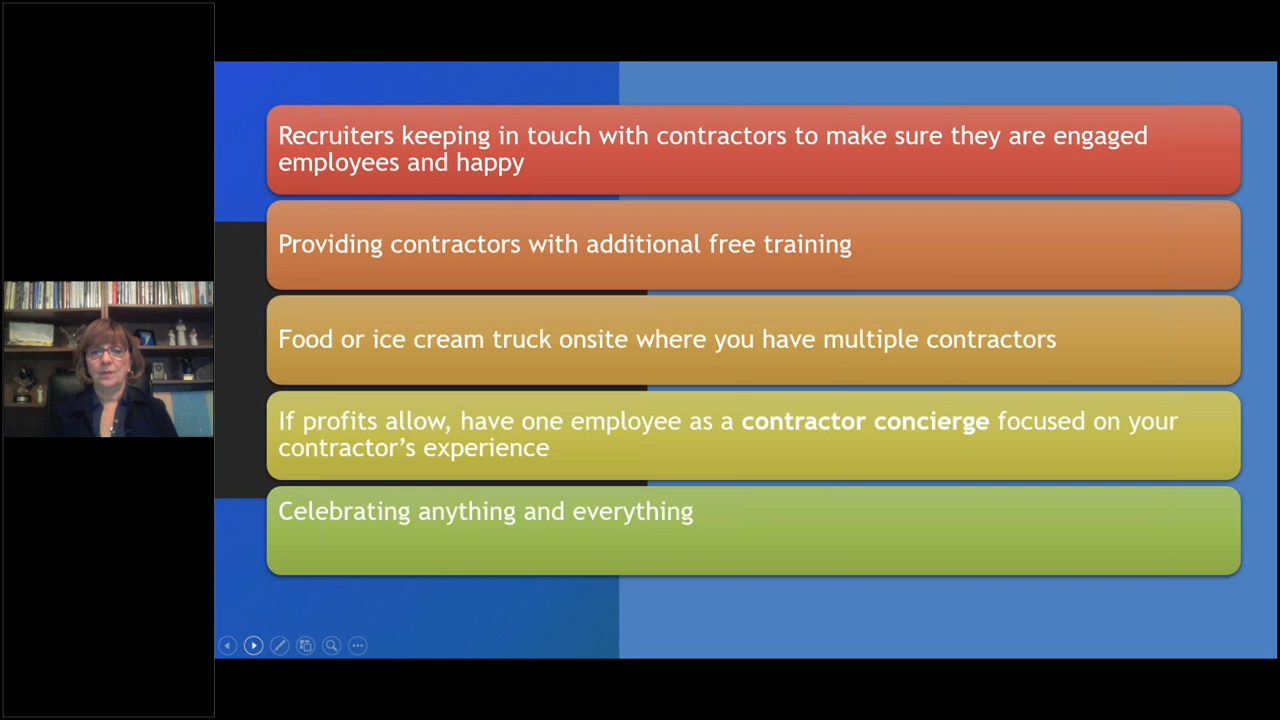 Recruiters keeping in touch with contractors to make sure they are engaged
employees and happy
Providing contractors with additional free training
Food or ice cream truck onsite where you have multiple contractors
If profits allow, have one employee as a contractor concierge focused on your
contractor’s experience
Celebrating anything and everything